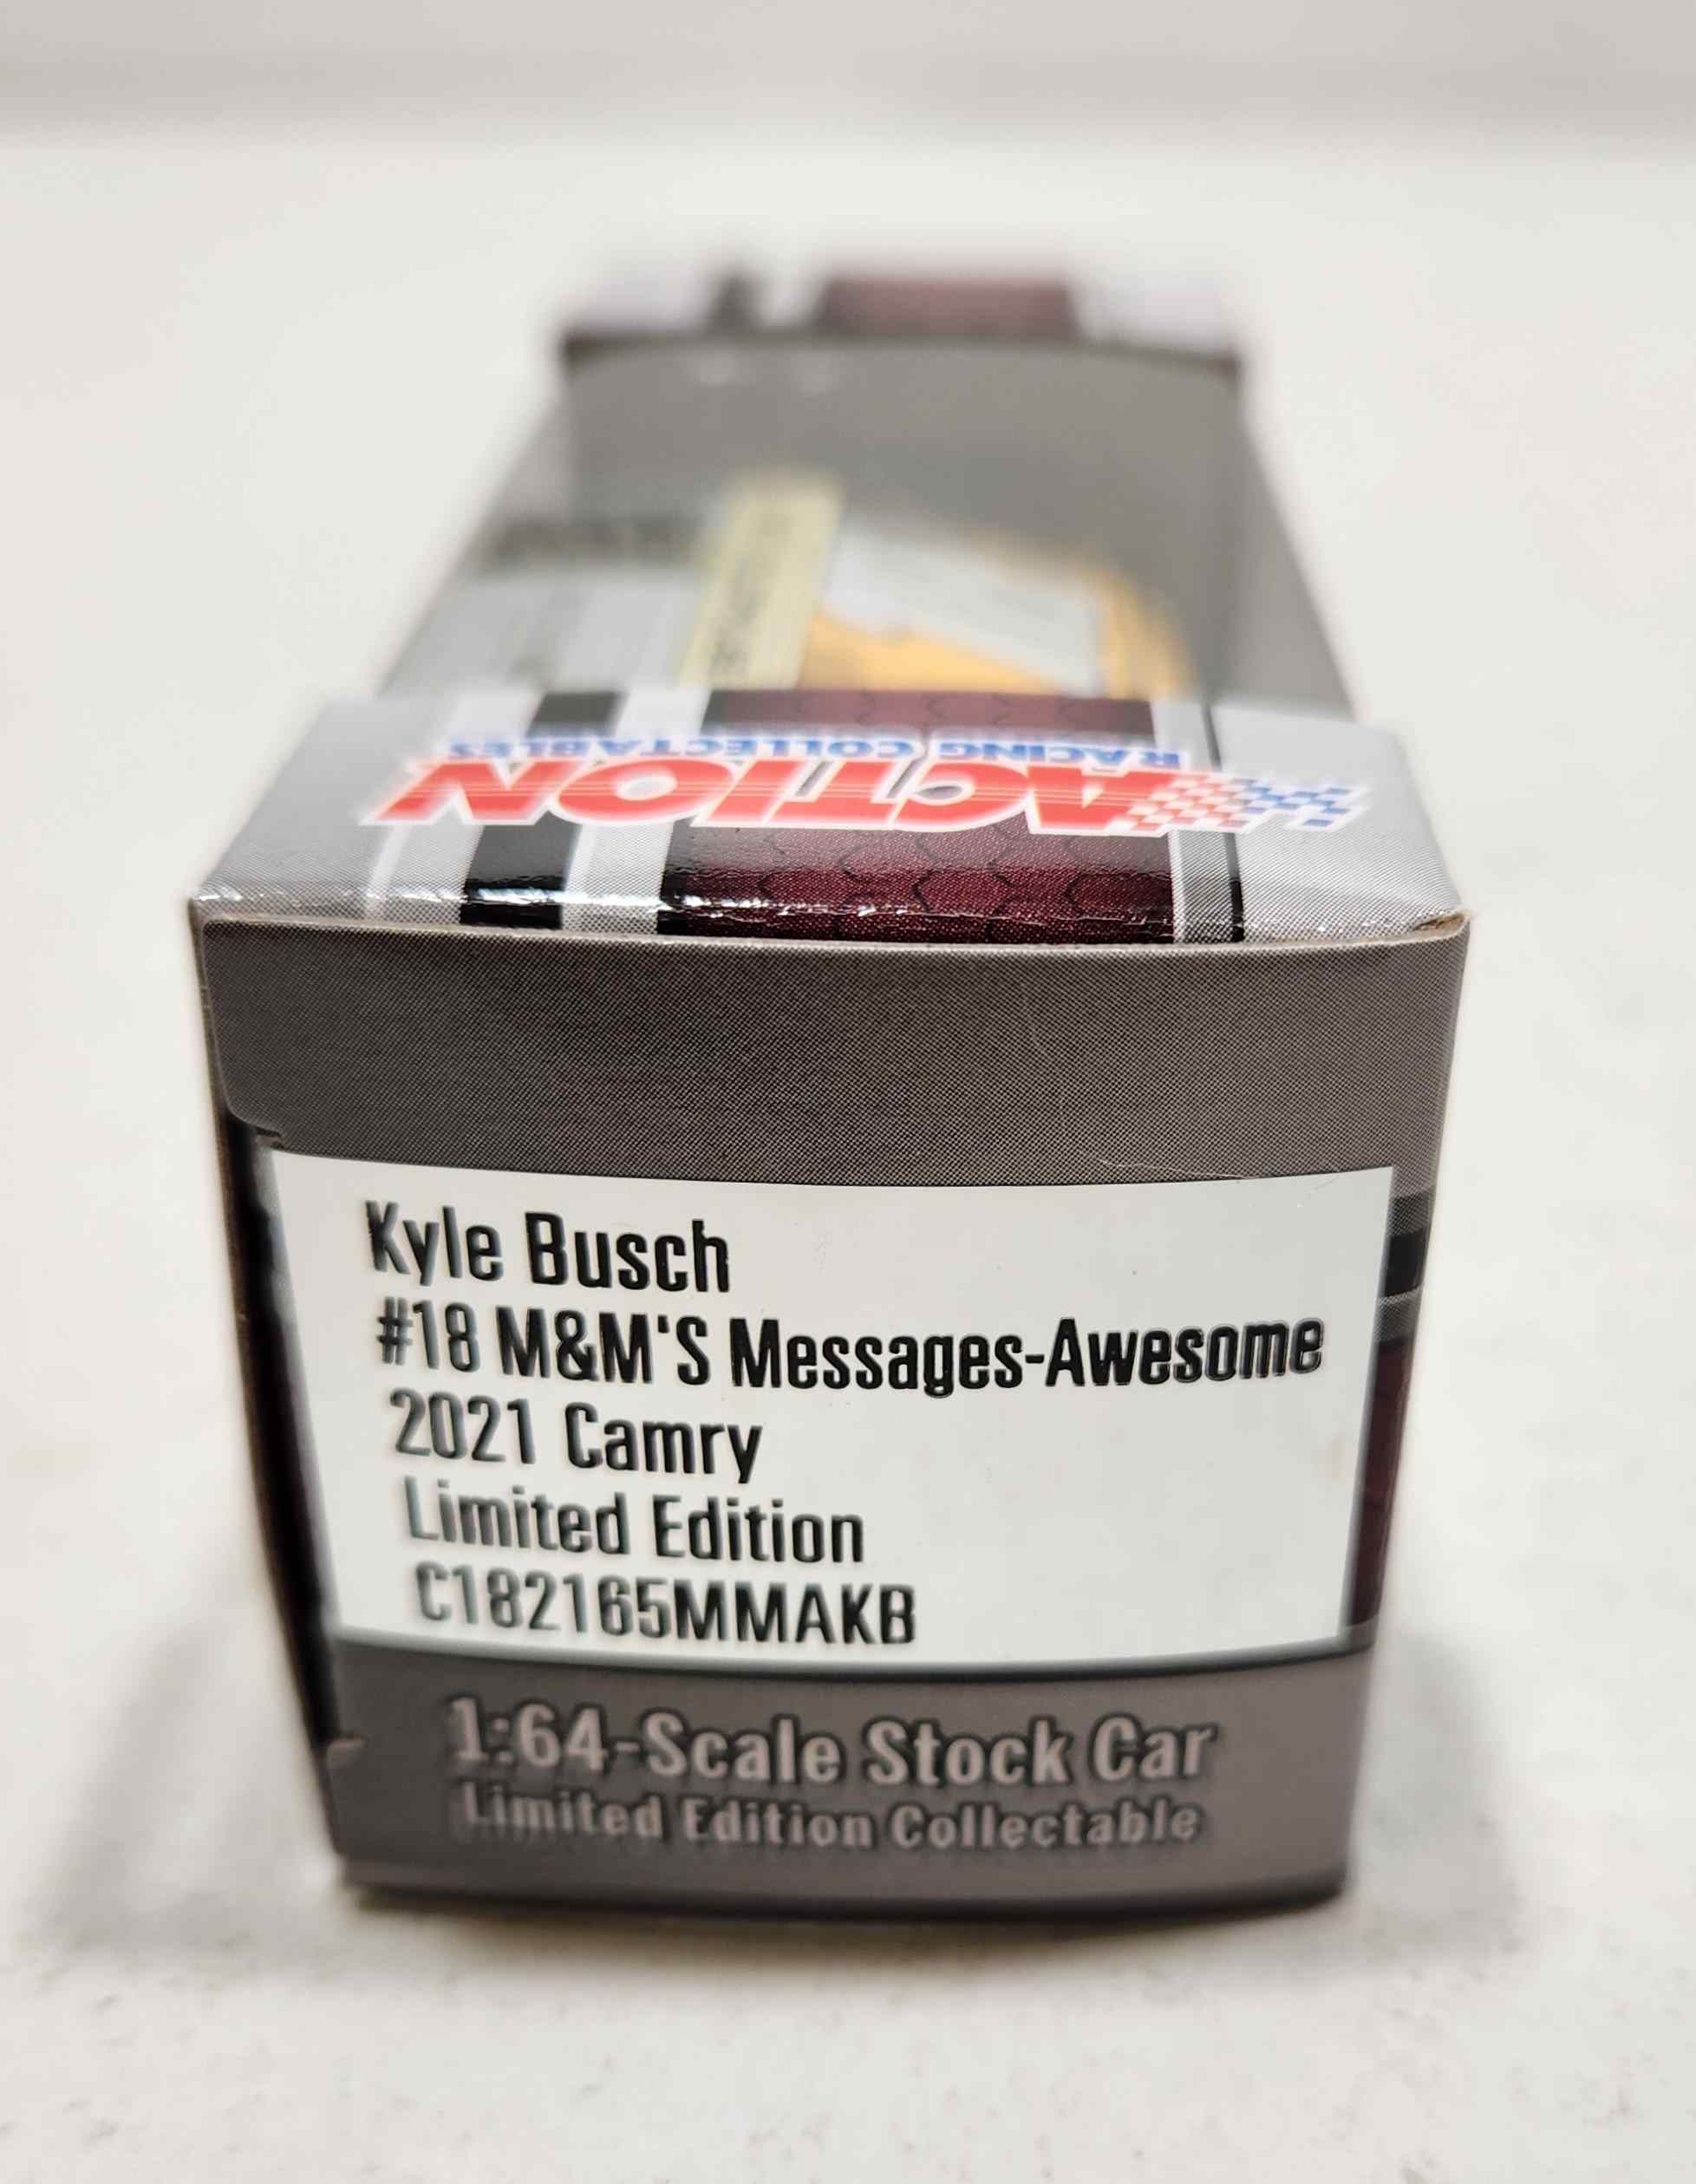 ACTION
RACING COLLECTABLES
Kyle Busch
#18 M&M'S Messages-Awesome
2021 Camry
Limited Edition
C182165MMAKB
1:64-Scale Stock Car
Limited Edition Collectable